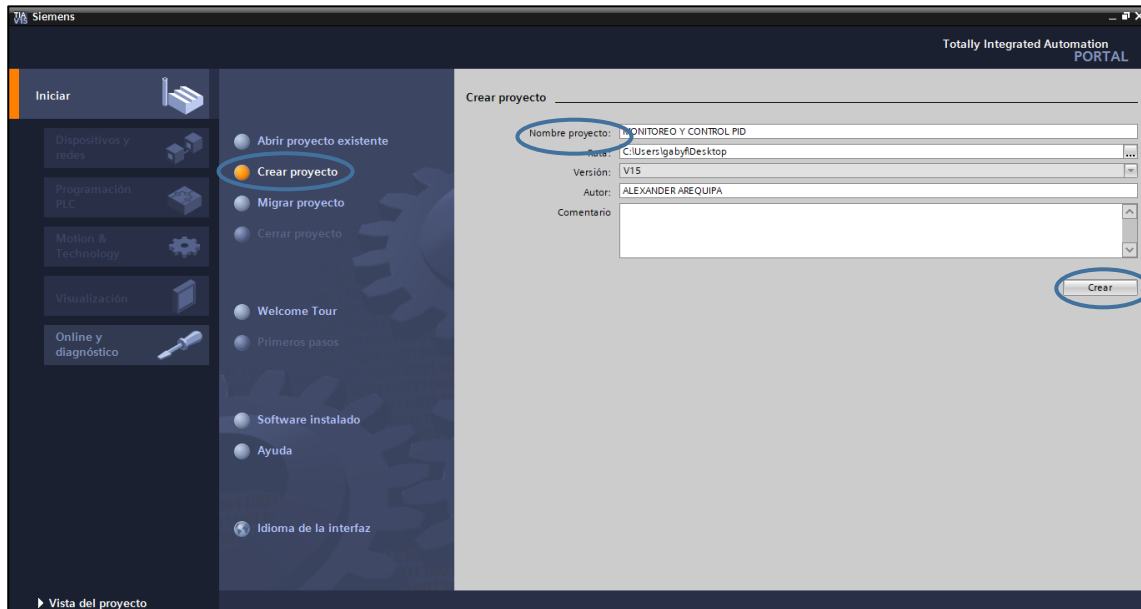 TIA
V15
Siemens
Totally Integrated Automation
PORTAL
Iniciar
Dispositivos y
redes
Programación
PLC
Motion &
Technology
Visualización
Online y
diagnóstico
Vista del proyecto
Abrir proyecto existente
Crear proyecto
Migrar proyecto
Cerrar proyecto
Welcome Tour
Primeros pasos
Software instalado
Ayuda
Idioma de la interfaz
Crear proyecto
Nombre proyecto: MONITOREO Y CONTROL PID
Ruta: C:\Users\gabyf\Desktop
...
Versión: V15
Autor: ALEXANDER AREQUIPA
Comentario
Crear